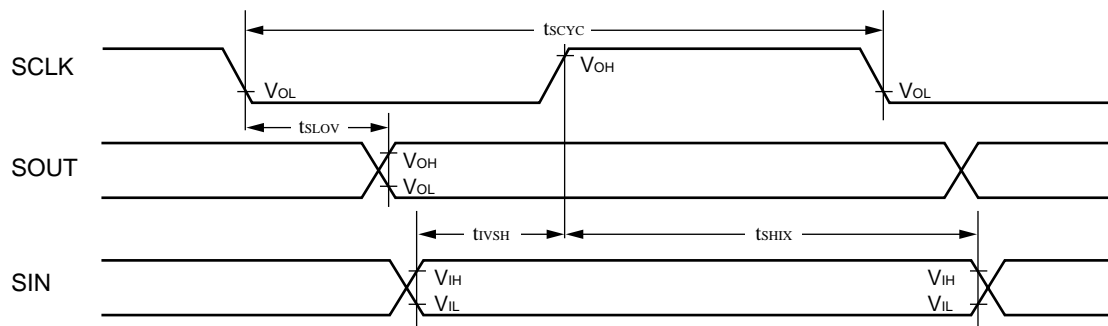 tSCYC
SCLK
VOL
VOH
VOL
tSLOV
SOUT
VOH
VOL
tIVSH
tSHIX
SIN
VIH
VIL
VIH
VIL